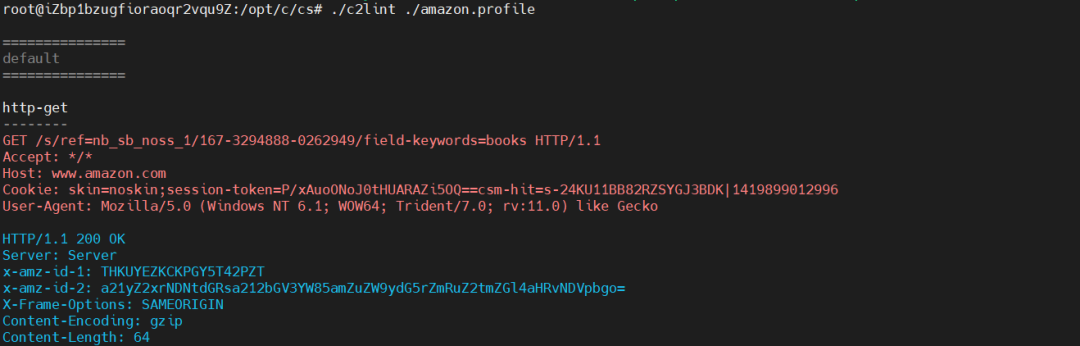 root@iZbp1bzugfioraoqr2vqu9Z:/opt/c/cs# ./c2lint ./amazon.profile
===============
default
===============
http-get
--------
GET /s/ref=nb_sb_noss_1/167-3294888-0262949/field-keywords=books HTTP/1.1
Accept: */*
Host: www.amazon.com
Cookie: skin=noskin;session-token=P/xAuoONoJ0tHUARAZi5OQ==csm-hit=s-24KU11BB82RZSYGJ3BDK|1419899012996
User-Agent: Mozilla/5.0 (Windows NT 6.1; WOW64; Trident/7.0; rv:11.0) like Gecko
HTTP/1.1 200 OK
Server: Server
x-amz-id-1: THKUYEZKCKPGY5T42PZT
x-amz-id-2: a21yZ2xrNDNtdGRsa212bGV3YW85amZuZW9ydG5rZmRuZ2tmZGl4aHRvNDVpbgo=
X-Frame-Options: SAMEORIGIN
Content-Encoding: gzip
Content-Length: 64